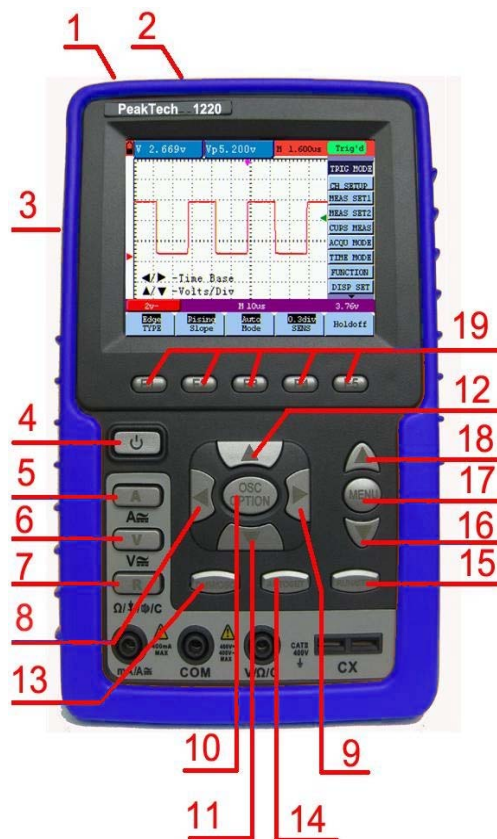 1 2
PeakTech 1220
V 2.669v Vp5.200v M 1.600us Trig'd
TRIG MODE
CH SETUP
MEAS SET1
3
MEAS SET2
CURS MEAS
ACQU MODE
TIME MODE
FUNCTION
◀/▶ -Time Base
▲/▼ -Volts/Div
DISP SET
2v~ M 10us 3.76v
Edge Rising Auto 0.3div
TYPE Slope Mode SENS Holdoff
19
12
4
18
5
A
A
OSC
OPTION
MENU
17
6
V
V
16
7
R
15
Ω/ /C
8
13
400mA
MAX
MAX
CAT
400V
9
mA/A COM V/Ω/C CX
10
11 14